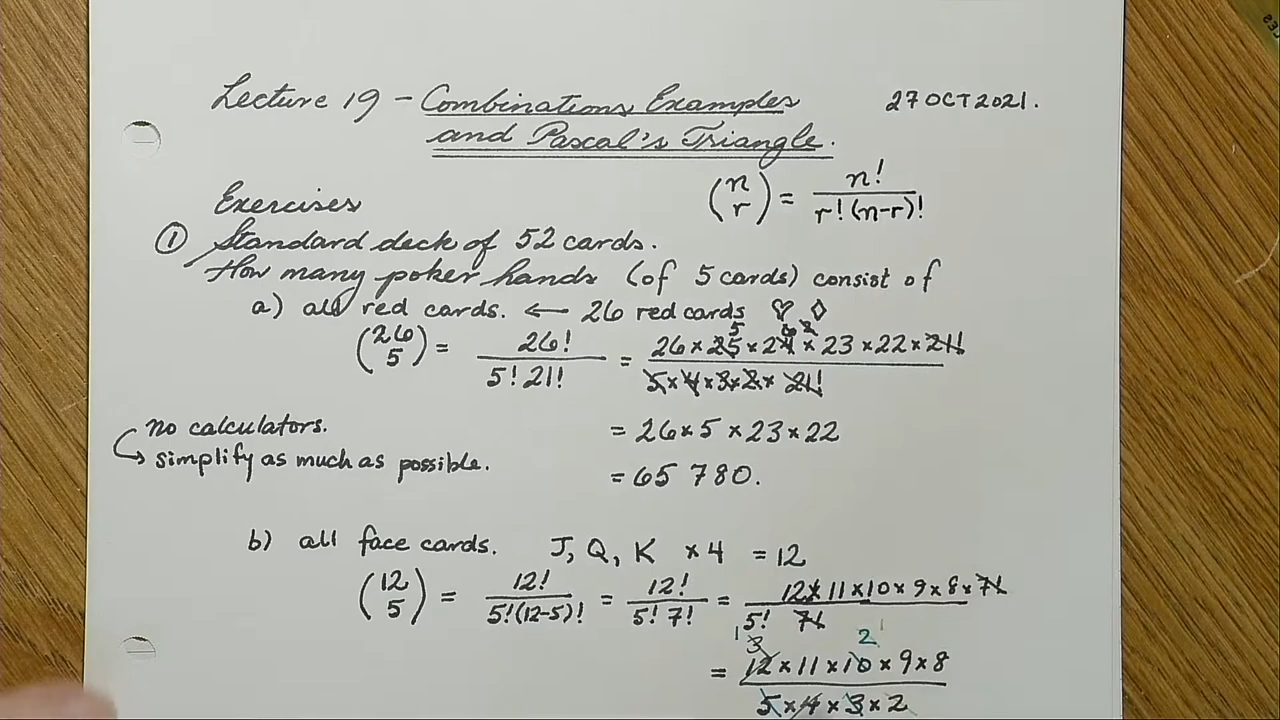 Lecture 19 - Combinations Examples 27 OCT 2021.
and Pascal's Triangle.
(n r) = n! / r!(n-r)!
Exercises
① Standard deck of 52 cards.
How many poker hands (of 5 cards) consist of
a) all red cards. ← 26 red cards ♡ ◇
(26 5) = 26! / 5! 21! = 26 × 25 × 24 × 23 × 22 × 21! / 5 × 4 × 3 × 2 × 21!
no calculators. = 26 × 5 × 23 × 22
↳ simplify as much as possible.
= 65 780.
b) all face cards. J, Q, K × 4 = 12
(12 5) = 12! / 5!(12-5)! = 12! / 5! 7! = 12 × 11 × 10 × 9 × 8 × 7! / 5! 7!
= 12 × 11 × 10 × 9 × 8 / 5 × 4 × 3 × 2